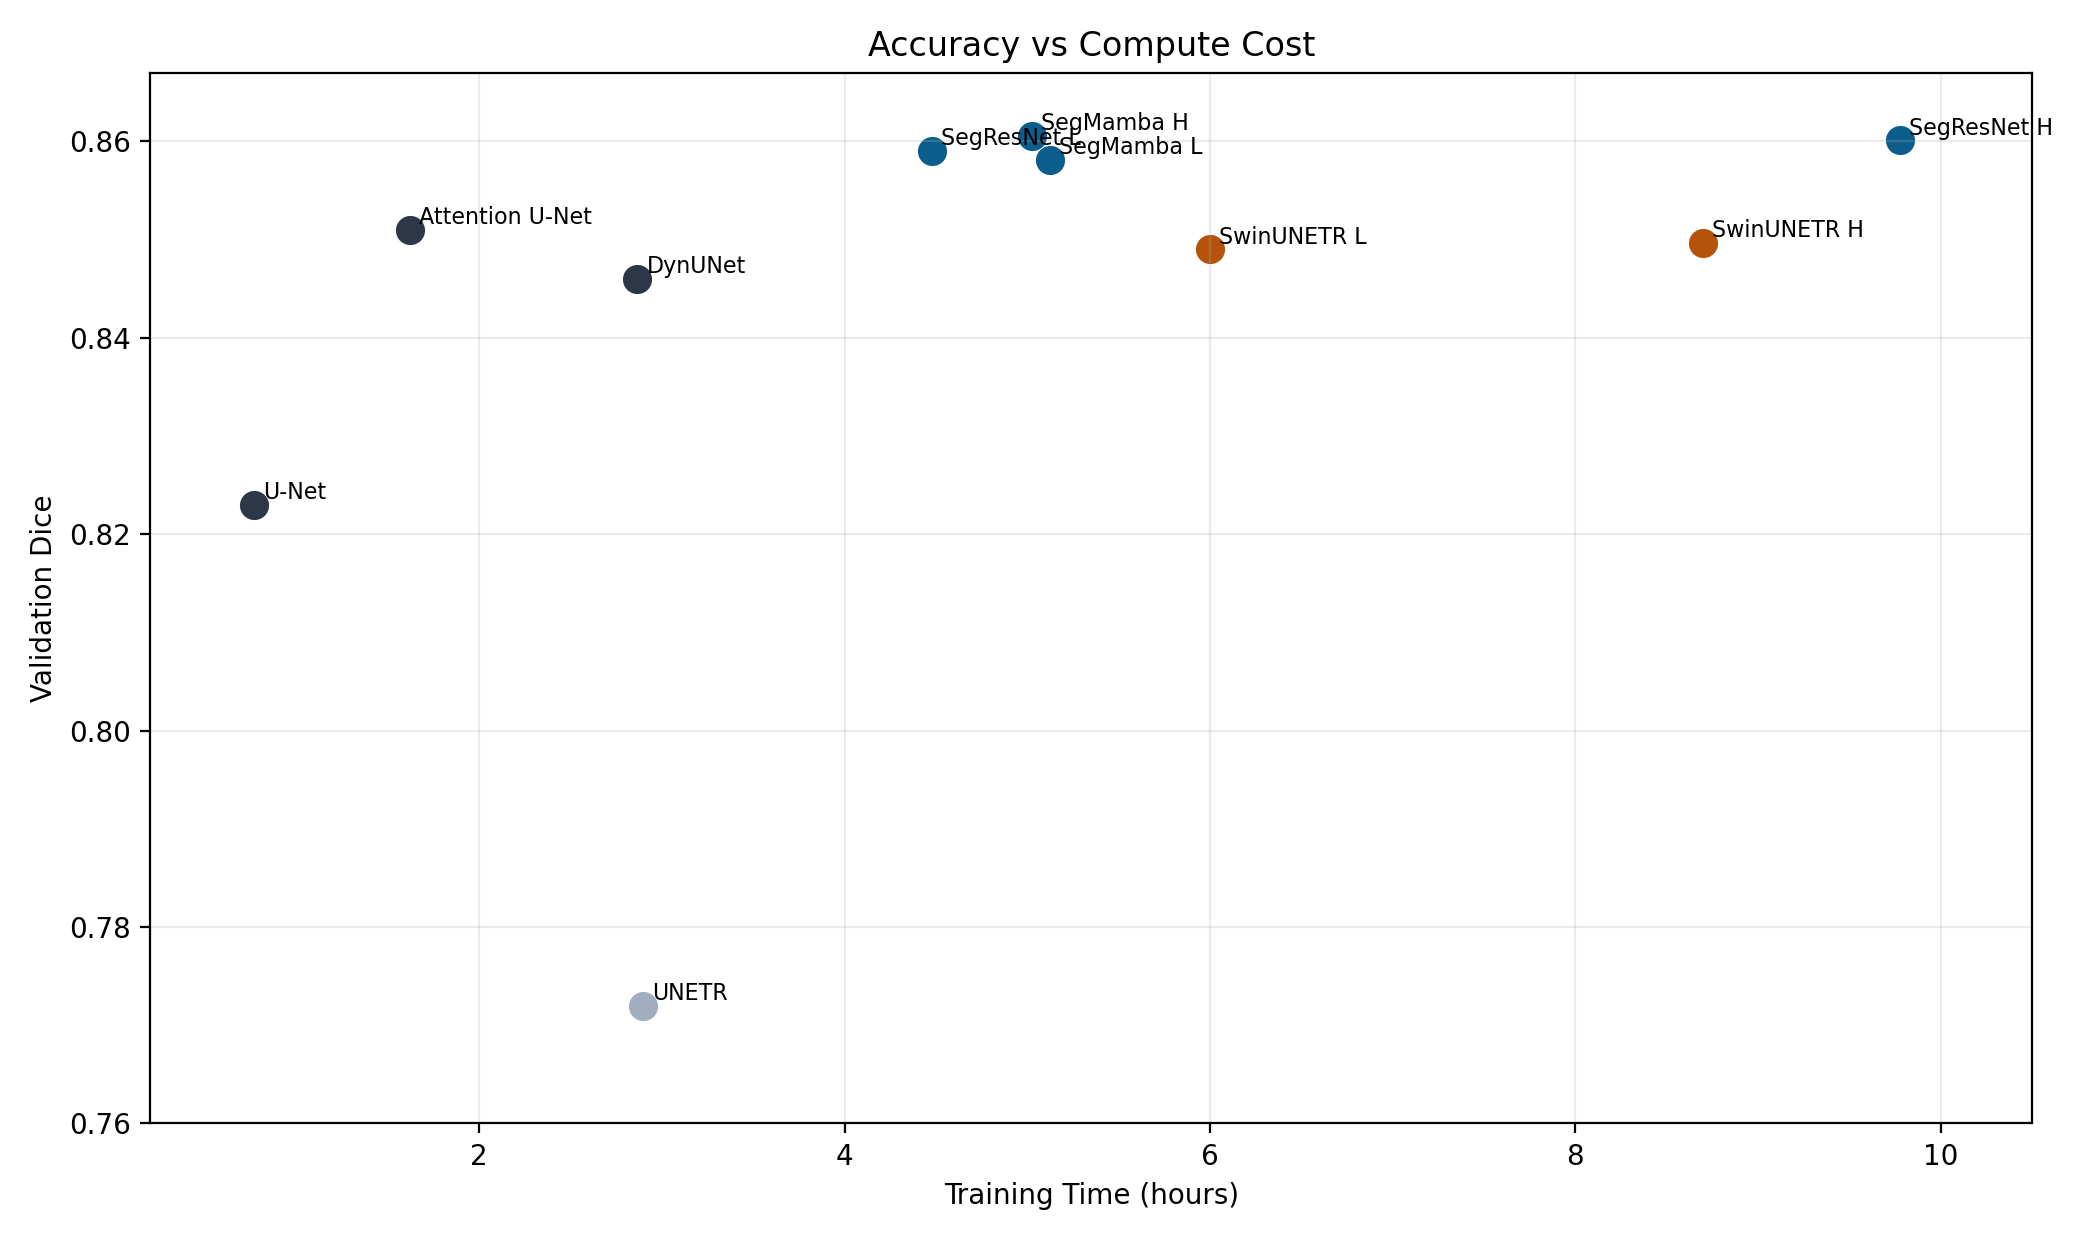 Accuracy vs Compute Cost
0.86
0.84
0.82
0.80
0.78
0.76
Validation Dice
SegMamba H
SegResNet L
SegMamba L
SegResNet H
Attention U-Net
SwinUNETR L
SwinUNETR H
DynUNet
U-Net
UNETR
2
4
6
8
10
Training Time (hours)